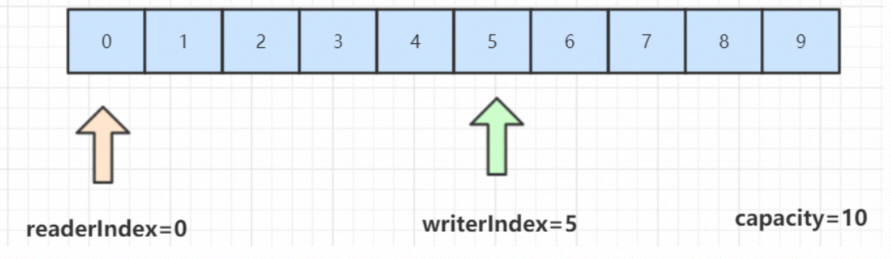 0 1 2 3 4 5 6 7 8 9
readerIndex=0 writerIndex=5 capacity=10